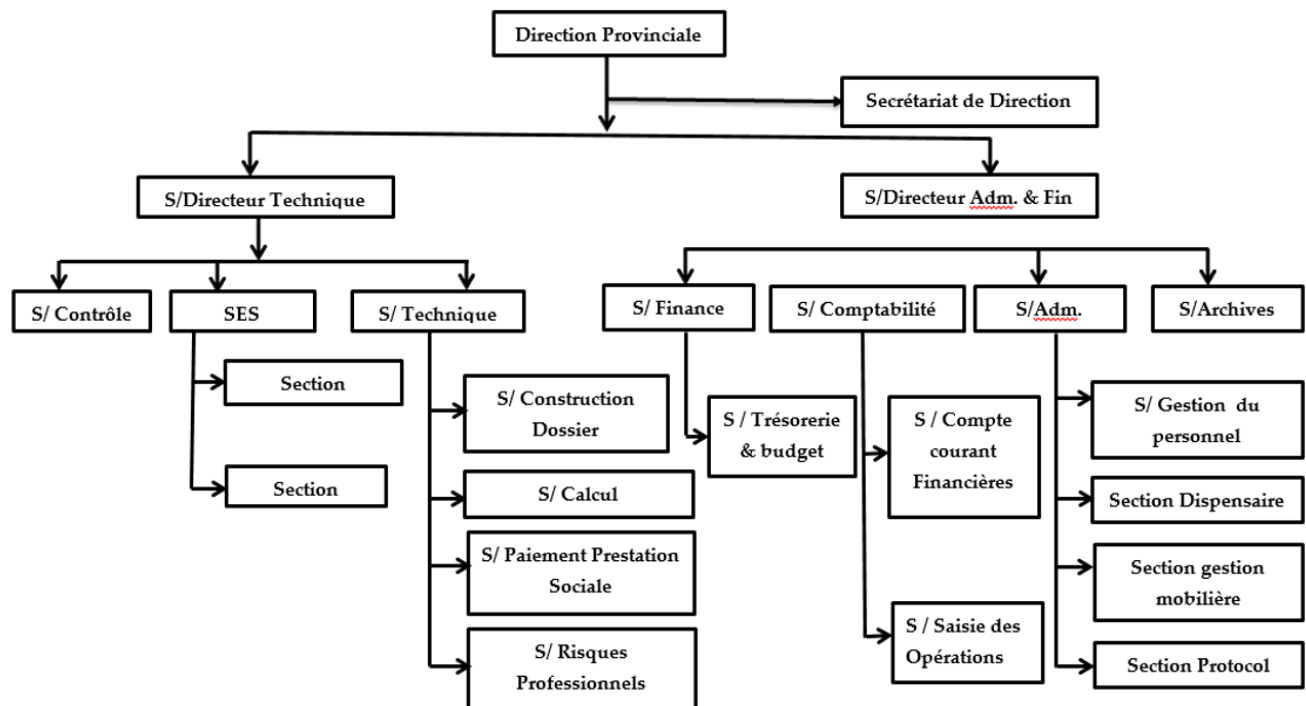 Direction Provinciale
Secrétariat de Direction
S/Directeur Technique
S/Directeur Adm. & Fin
S/ Contrôle
SES
S/ Technique
S/ Finance
S/ Comptabilité
S/Adm.
S/Archives
Section
Section
S/ Construction
Dossier
S/ Calcul
S/ Paiement Prestation
Sociale
S/ Risques
Professionnels
S / Trésorerie
& budget
S / Compte
courant
Financières
S / Saisie des
Opérations
S/ Gestion du
personnel
Section Dispensaire
Section gestion
mobilière
Section Protocol